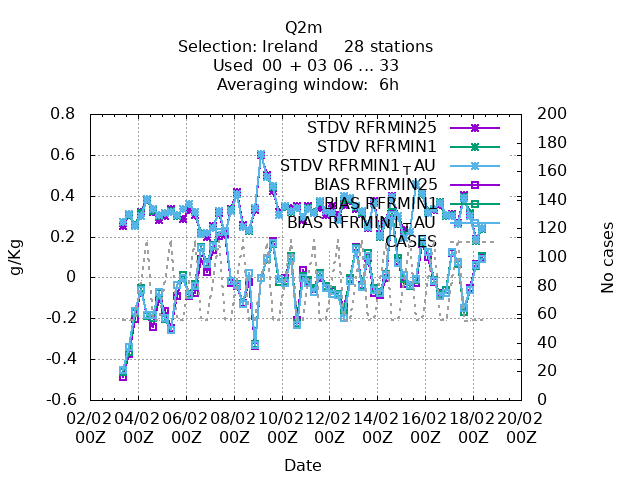 Q2m
Selection: Ireland 28 stations
Used 00 + 03 06 ... 33
Averaging window: 6h
0.8
0.6
0.4
0.2
0
-0.2
-0.4
-0.6
g/Kg
STDV RFRMIN25
STDV RFRMIN1
STDV RFRMIN1_AU
BIAS RFRMIN25
BIAS RFRMIN1
BIAS RFRMIN1_AU
CASES
200
180
160
140
120
100
80
60
40
20
0
No cases
02/02 04/02 06/02 08/02 10/02 12/02 14/02 16/02 18/02 20/02
00Z 00Z 00Z 00Z 00Z 00Z 00Z 00Z 00Z 00Z
Date